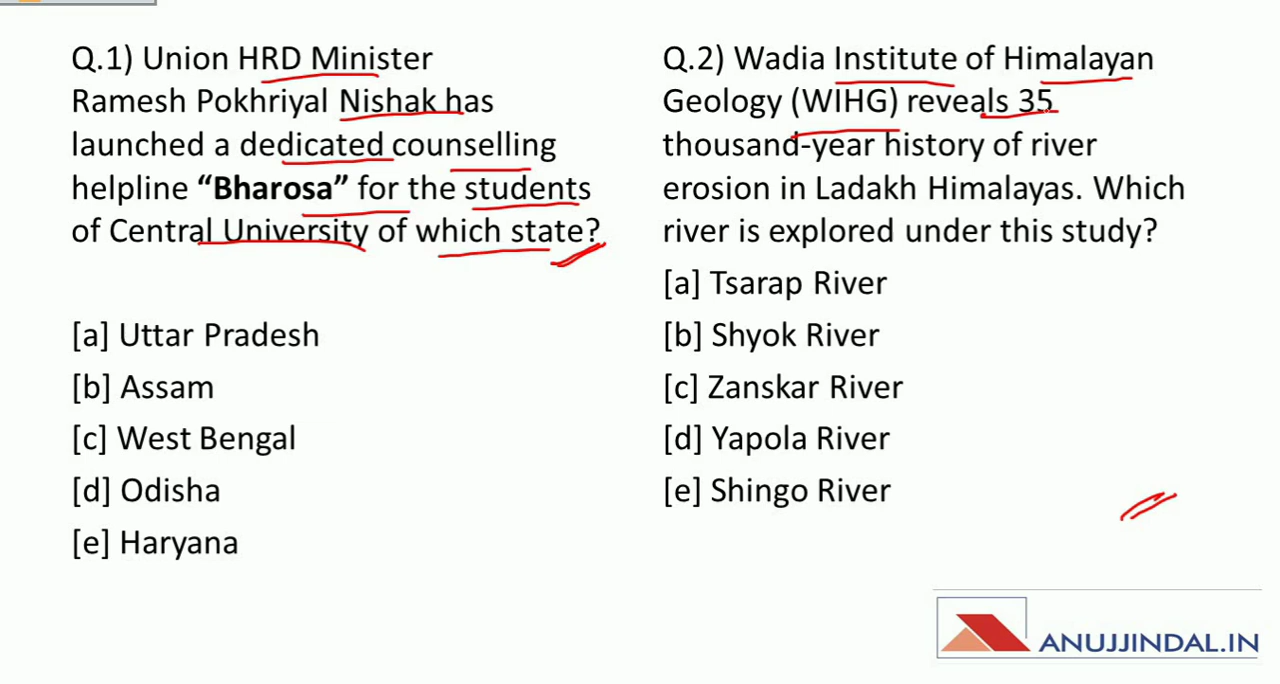 Q.1) Union HRD Minister
Ramesh Pokhriyal Nishak has
launched a dedicated counselling
helpline “Bharosa” for the students
of Central University of which state?
[a] Uttar Pradesh
[b] Assam
[c] West Bengal
[d] Odisha
[e] Haryana
Q.2) Wadia Institute of Himalayan
Geology (WIHG) reveals 35
thousand-year history of river
erosion in Ladakh Himalayas. Which
river is explored under this study?
[a] Tsarap River
[b] Shyok River
[c] Zanskar River
[d] Yapola River
[e] Shingo River
ANUJJINDAL.IN